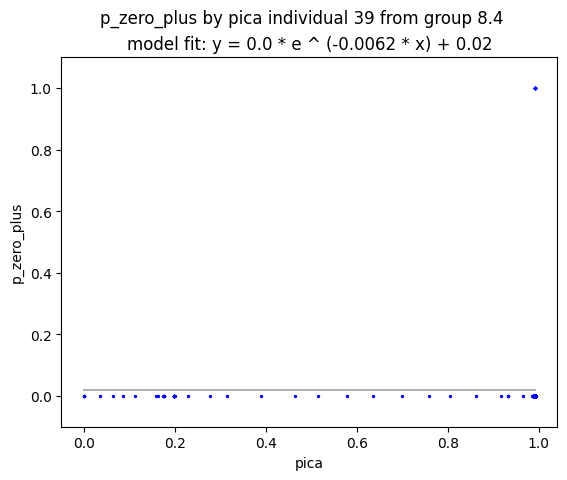 p_zero_plus by pica individual 39 from group 8.4
model fit: y = 0.0 * e ^ (-0.0062 * x) + 0.02
1.0
0.8
0.6
0.4
0.2
0.0
p_zero_plus
0.0 0.2 0.4 0.6 0.8 1.0
pica